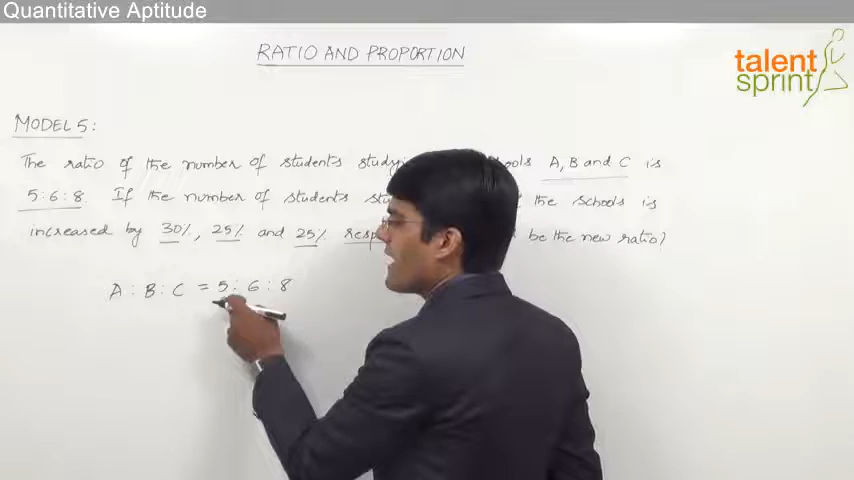 Quantitative Aptitude
RATIO AND PROPORTION
talent
sprint
MODEL 5:
The ratio of the number of students A, B and C is
5:6:8. If the number of students the schools is
increased by 30%, 25% and 25% be the new ratio?
A : B : C = 5 : 6 : 8